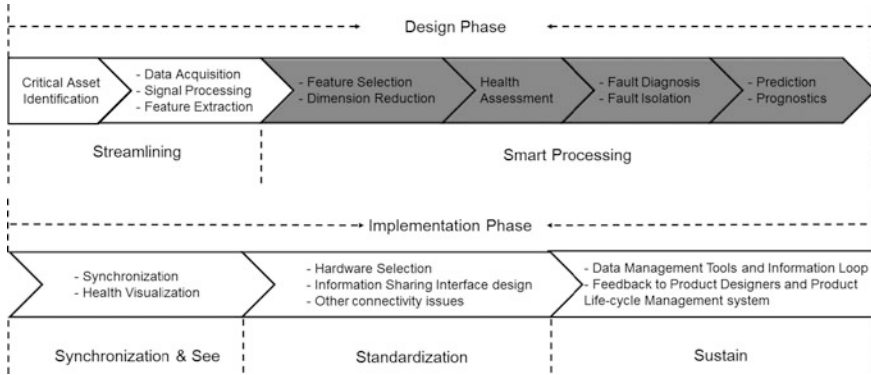 Design Phase
Critical Asset
Identification
- Data Acquisition
- Signal Processing
- Feature Extraction
- Feature Selection
- Dimension Reduction
Health
Assessment
- Fault Diagnosis
- Fault Isolation
- Prediction
- Prognostics
Streamlining
Smart Processing
Implementation Phase
- Synchronization
- Health Visualization
- Hardware Selection
- Information Sharing Interface design
- Other connectivity issues
- Data Management Tools and Information Loop
- Feedback to Product Designers and Product
Life-cycle Management system
Synchronization & See
Standardization
Sustain